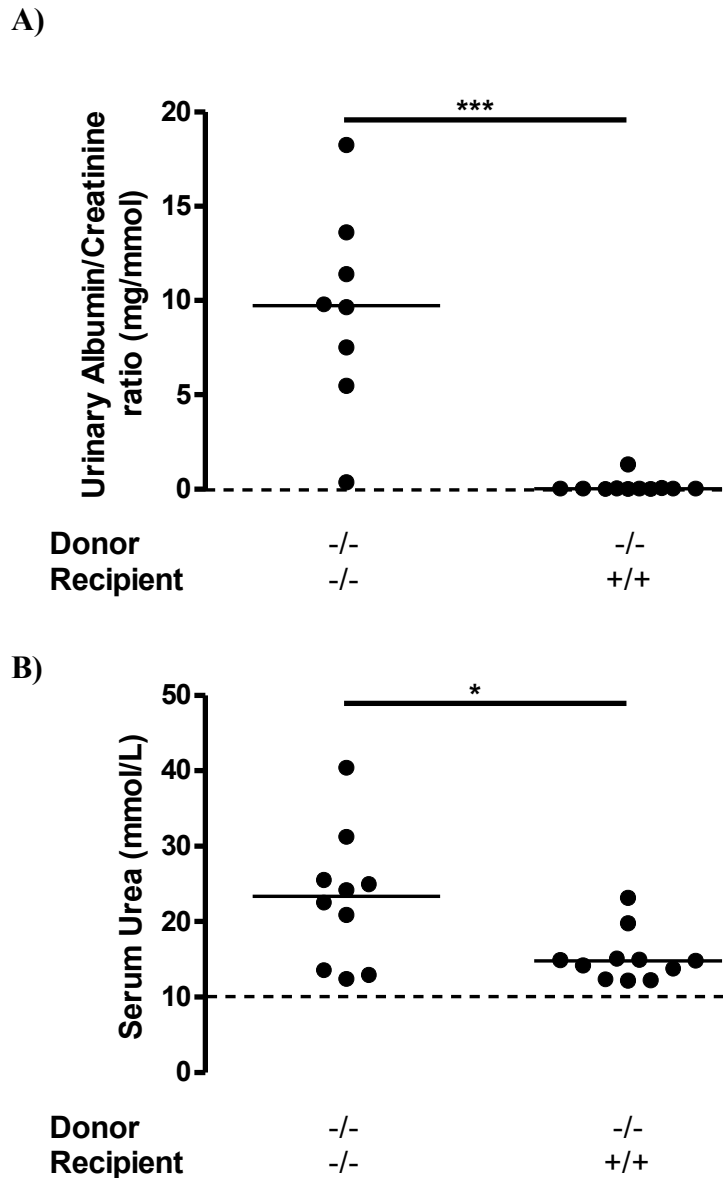 A)
***
20
15
10
5
0
Urinary Albumin/Creatinine
ratio (mg/mmol)
Donor -/- -/-
Recipient -/- +/+
B)
*
50
40
30
20
10
0
Serum Urea (mmol/L)
Donor -/- -/-
Recipient -/- +/+